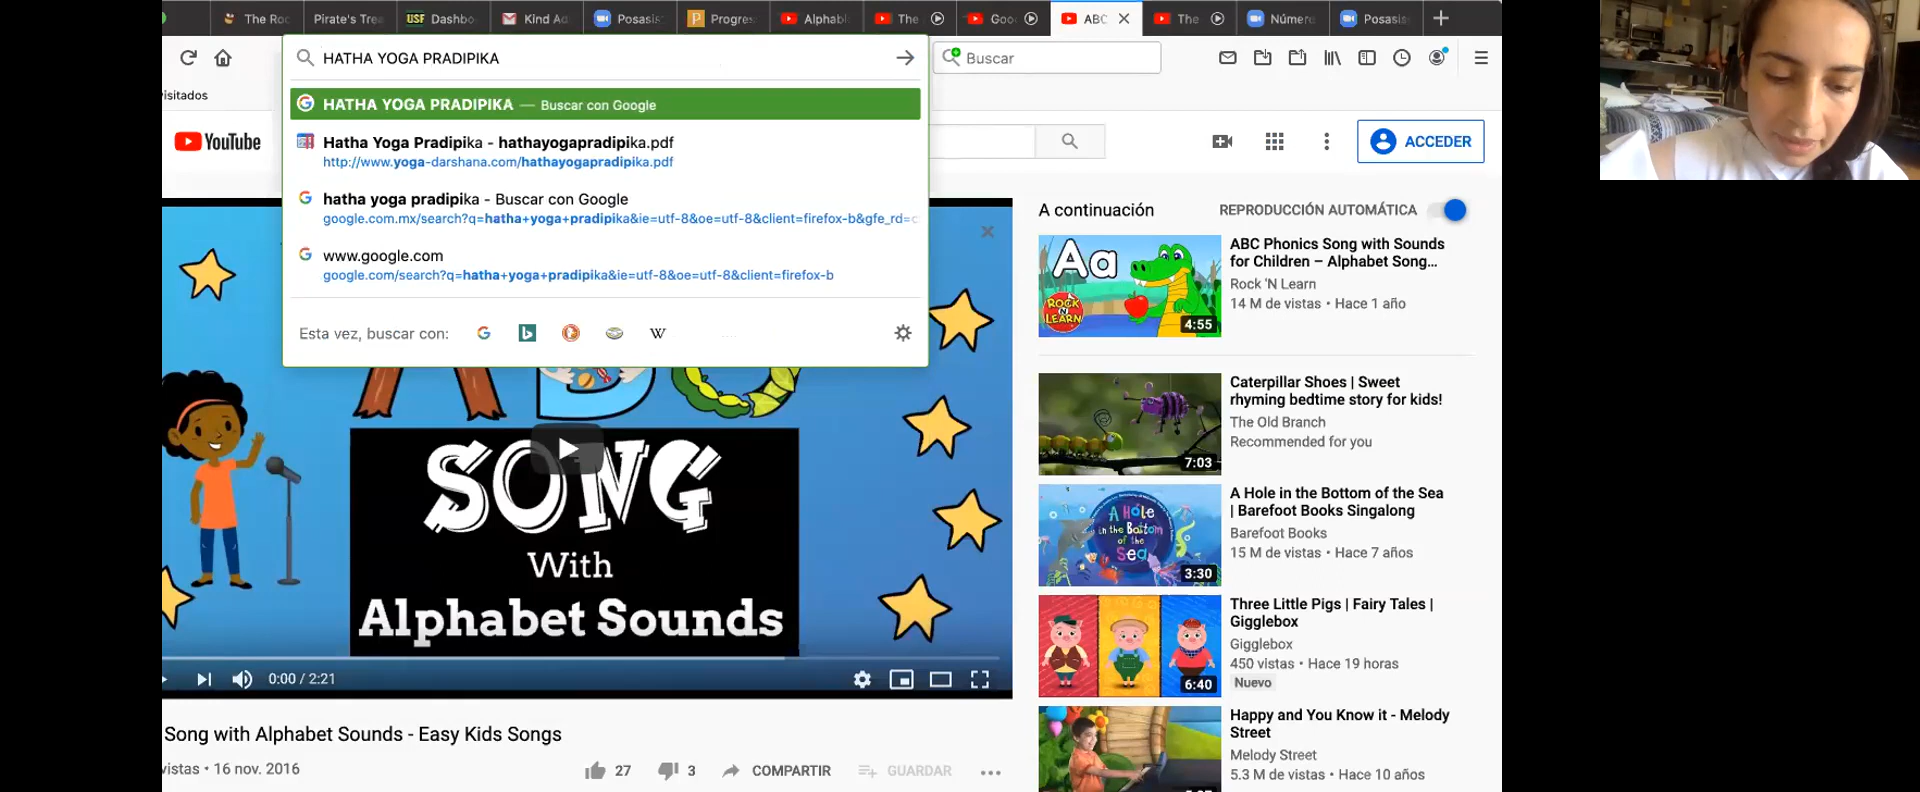 The Roc
Pirate's Trea
USF Dashbo
Kind Ad
Posasis
Progre
Alphabe
The
Goo
ABC
The
Número
Posasis
HATHA YOGA PRADIPIKA
Buscar
HATHA YOGA PRADIPIKA — Buscar con Google
isitados
Hatha Yoga Pradipika - hathayogapradipika.pdf
http://www.yoga-darshana.com/hathayogapradipika.pdf
hatha yoga pradipika - Buscar con Google
google.com.mx/search?q=hatha+yoga+pradipika&ie=utf-8&oe=utf-8&client=firefox-b&gfe_rd=c
www.google.com
google.com/search?q=hatha+yoga+pradipika&ie=utf-8&oe=utf-8&client=firefox-b
Esta vez, buscar con:
W
YouTube
ACCEDER
SONG
With
Alphabet Sounds
0:00 / 2:21
Song with Alphabet Sounds - Easy Kids Songs
istas • 16 nov. 2016
27
3
COMPARTIR
GUARDAR
A continuación
REPRODUCCIÓN AUTOMÁTICA
Aa
ROCK
'N
LEARN
4:55
ABC Phonics Song with Sounds
for Children – Alphabet Song...
Rock 'N Learn
14 M de vistas • Hace 1 año
7:03
Caterpillar Shoes | Sweet
rhyming bedtime story for kids!
The Old Branch
Recommended for you
A Hole
in the Bottom
of the
Sea
3:30
A Hole in the Bottom of the Sea
| Barefoot Books Singalong
Barefoot Books
15 M de vistas • Hace 7 años
6:40
Three Little Pigs | Fairy Tales |
Gigglebox
Gigglebox
450 vistas • Hace 19 horas
Nuevo
Happy and You Know it - Melody
Street
Melody Street
5.3 M de vistas • Hace 10 años